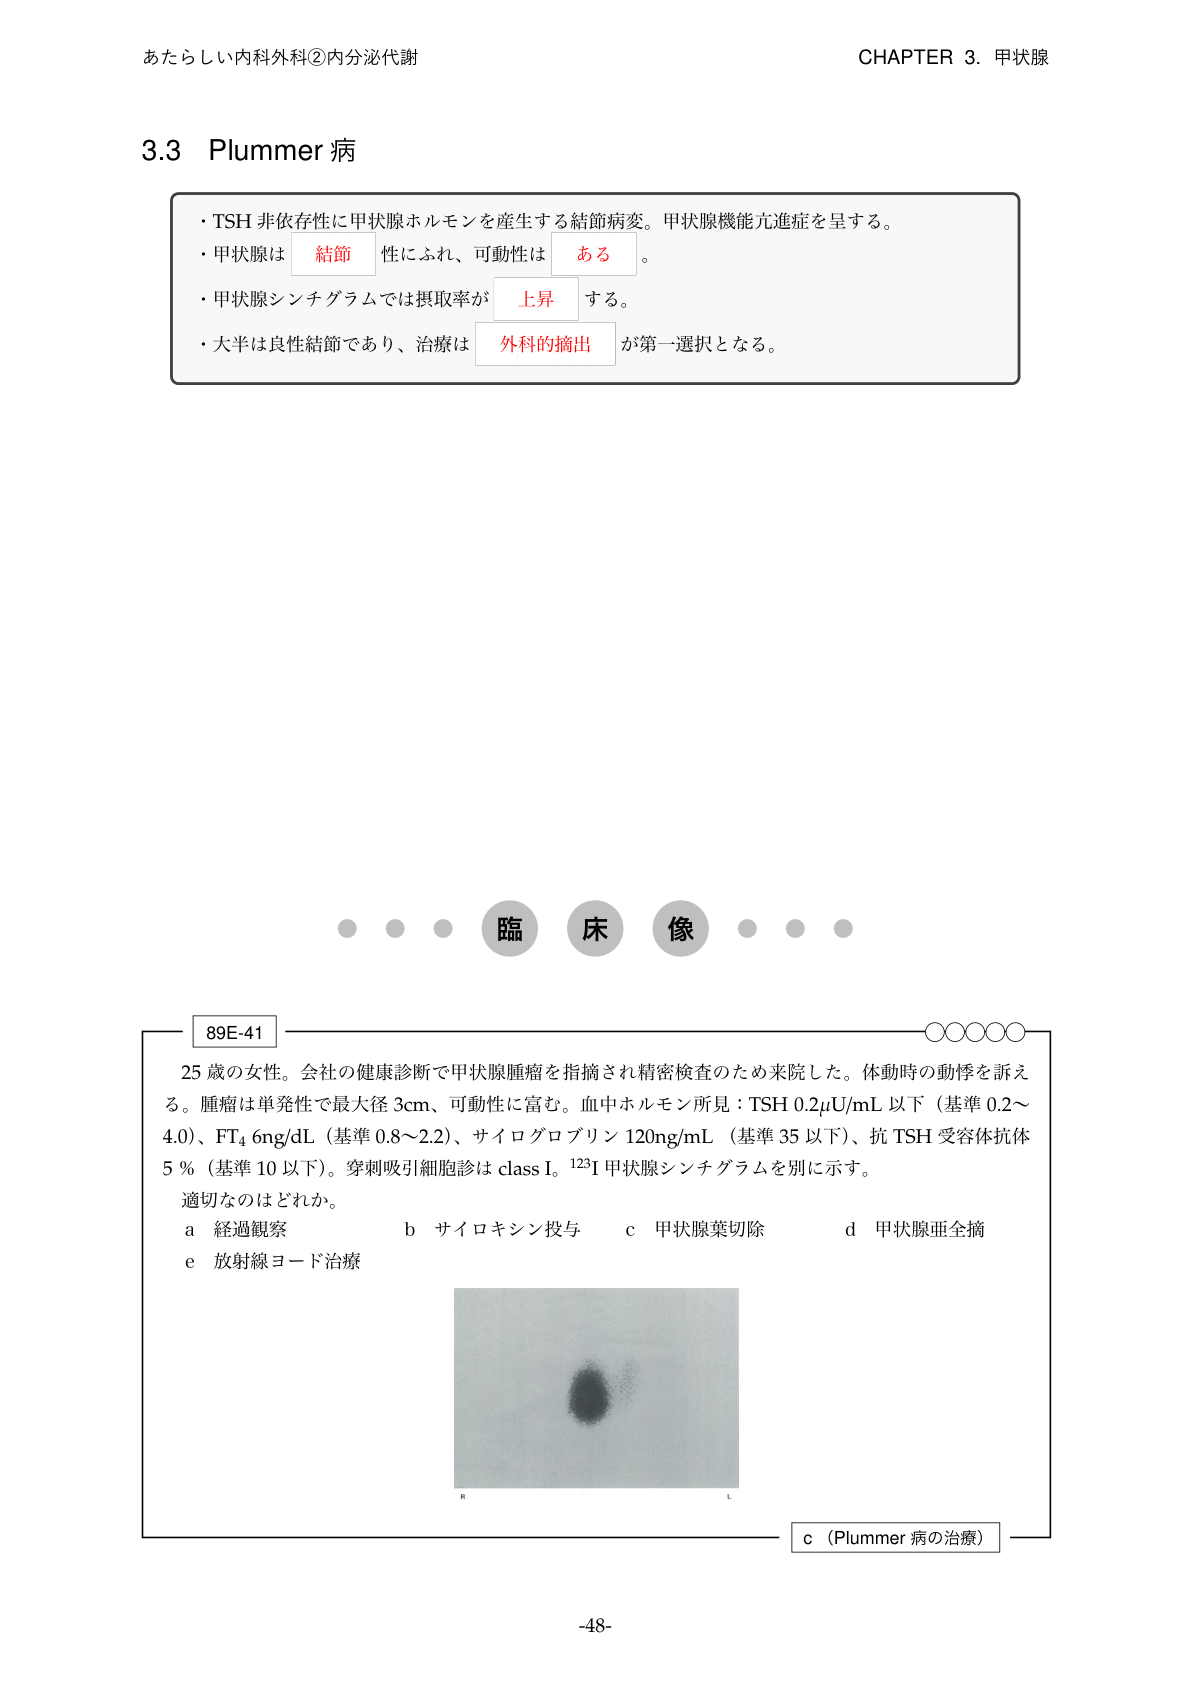 あたらしい内科外科②内分泌代謝
CHAPTER 3. 甲状腺
3.3 Plummer 病
・TSH 非依存性に甲状腺ホルモンを産生する結節病変。甲状腺機能亢進症を呈する。
・甲状腺は 結節 性にふれ、可動性は ある 。
・甲状腺シンチグラムでは摂取率が 上昇 する。
・大半は良性結節であり、治療は 外科的摘出 が第一選択となる。
臨床像
89E-41
25 歳の女性。会社の健康診断で甲状腺腫瘤を指摘され精密検査のため来院した。体動時の動悸を訴え
る。腫瘤は単発性で最大径 3cm、可動性に富む。血中ホルモン所見：TSH 0.2μU/mL 以下（基準 0.2〜
4.0）、FT₄ 6ng/dL（基準 0.8〜2.2）、サイログロブリン 120ng/mL （基準 35 以下）、抗 TSH 受容体抗体
5 %（基準 10 以下）。穿刺吸引細胞診は class I。¹²³I 甲状腺シンチグラムを別に示す。
適切なのはどれか。
a 経過観察 b サイロキシン投与 c 甲状腺葉切除 d 甲状腺亜全摘
e 放射線ヨード治療
R L
c （Plummer 病の治療）
-48-